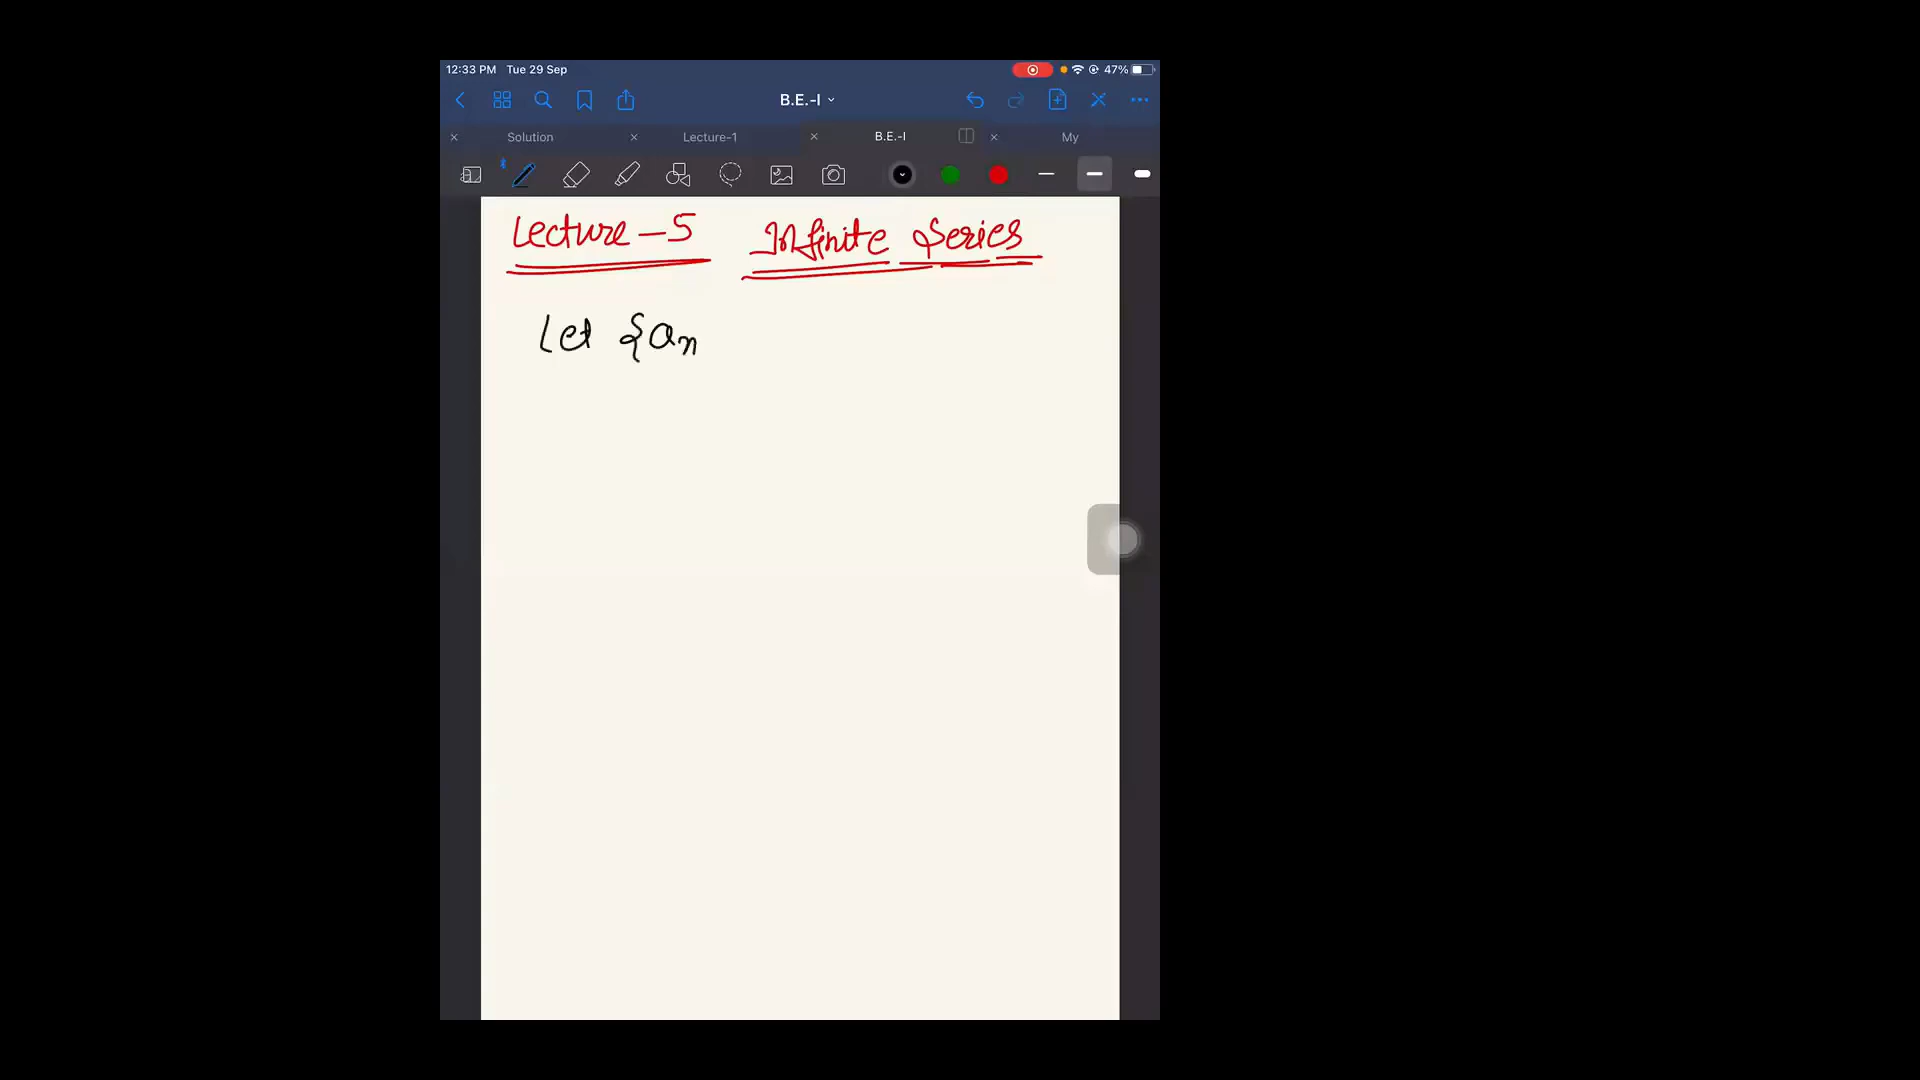 12:33 PM Tue 29 Sep 47%
B.E.-I
Solution Lecture-1 B.E.-I My
Lecture-5 Infinite Series
Let {an